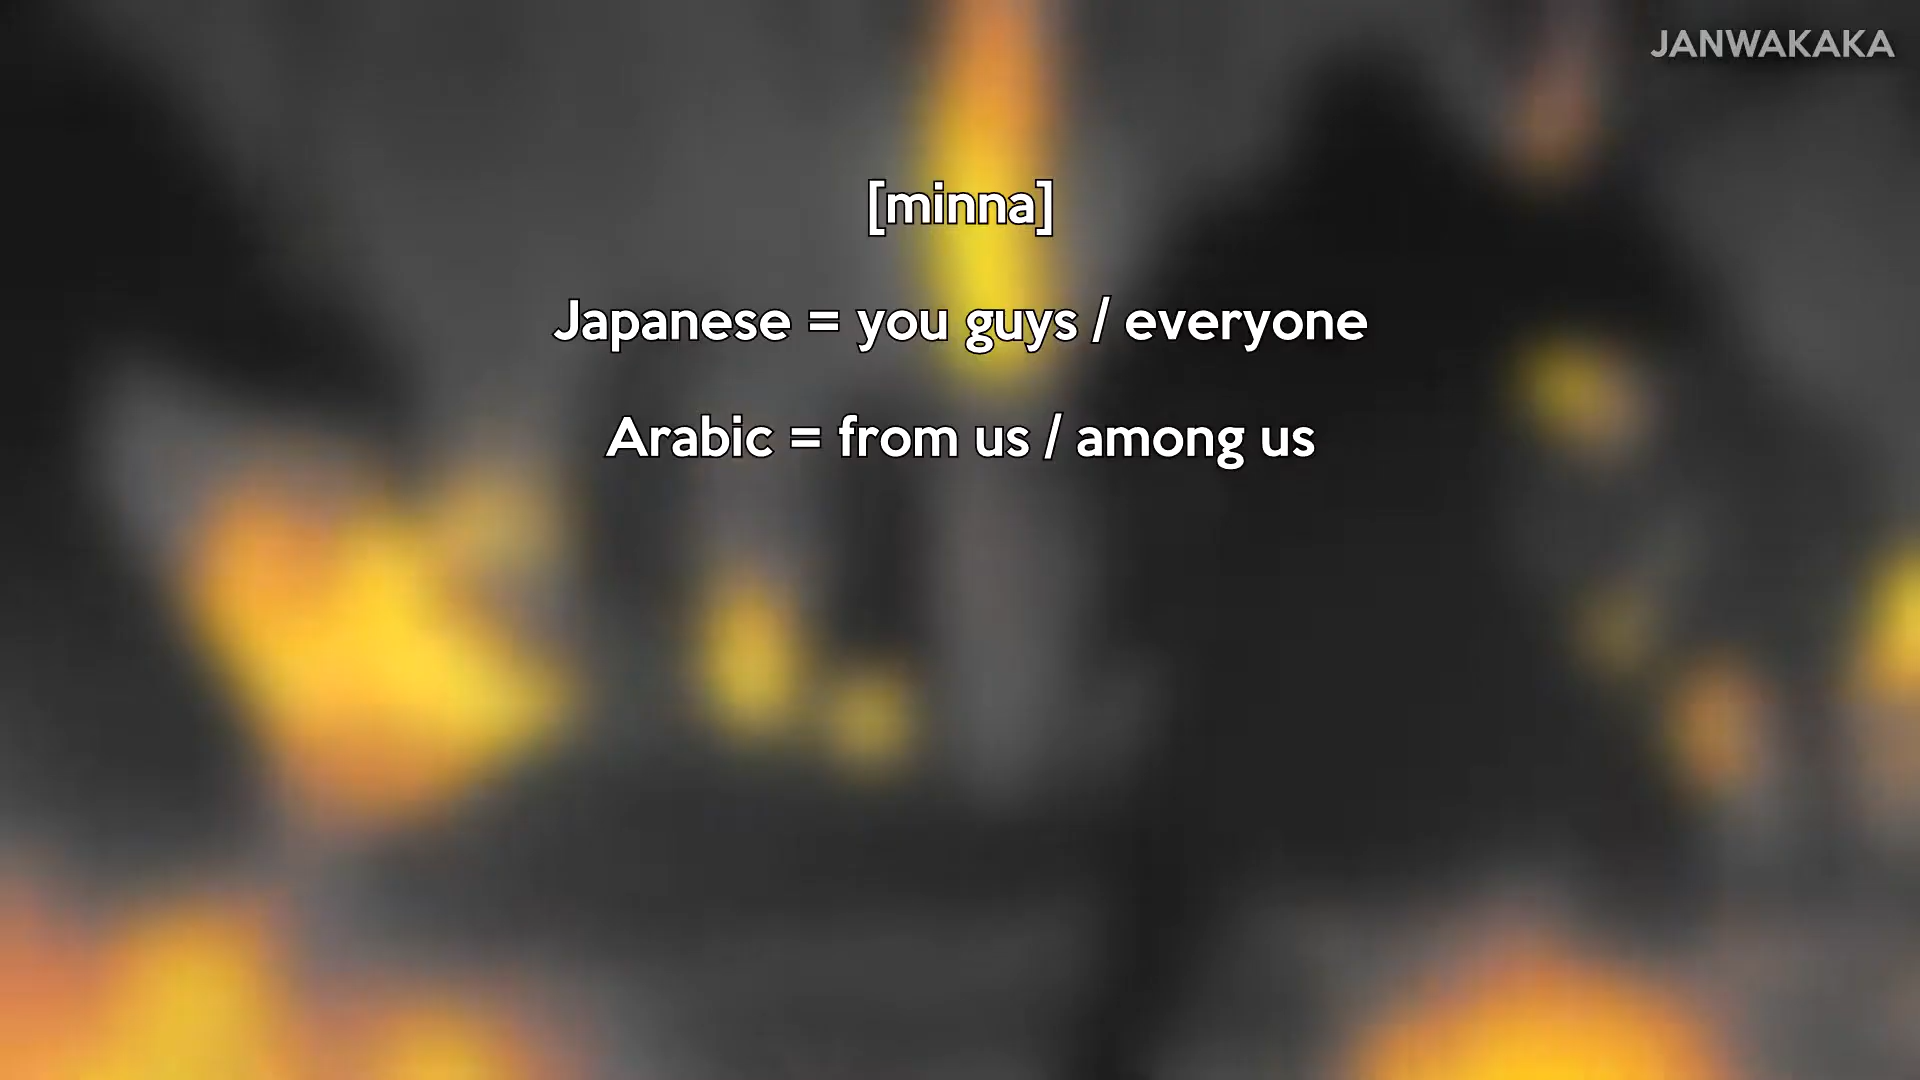 JANWAKAKA
[minna]
Japanese = you guys / everyone
Arabic = from us / among us